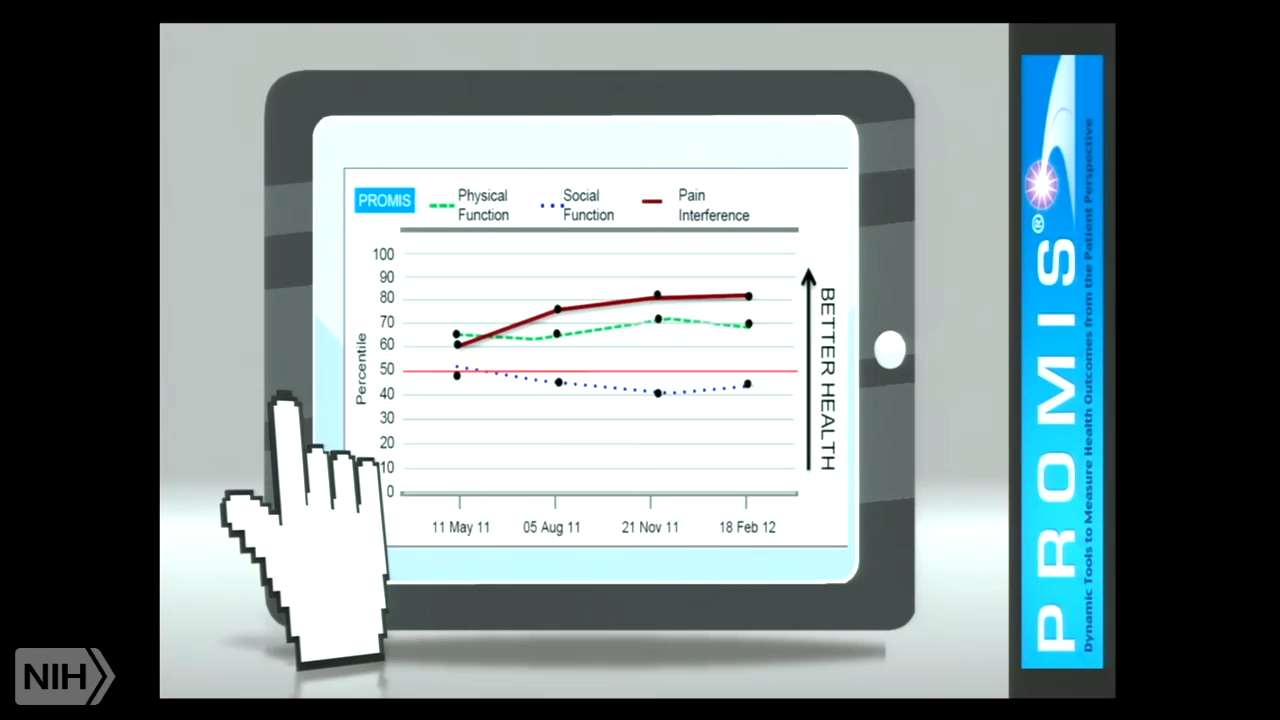 PROMIS
Physical
Function
Social
Function
Pain
Interference
100
90
80
70
60
50
40
30
20
10
0
Percentile
11 May 11
05 Aug 11
21 Nov 11
18 Feb 12
BETTER HEALTH
PROMIS®
Dynamic Tools to Measure Health Outcomes from the Patient Perspective
NIH